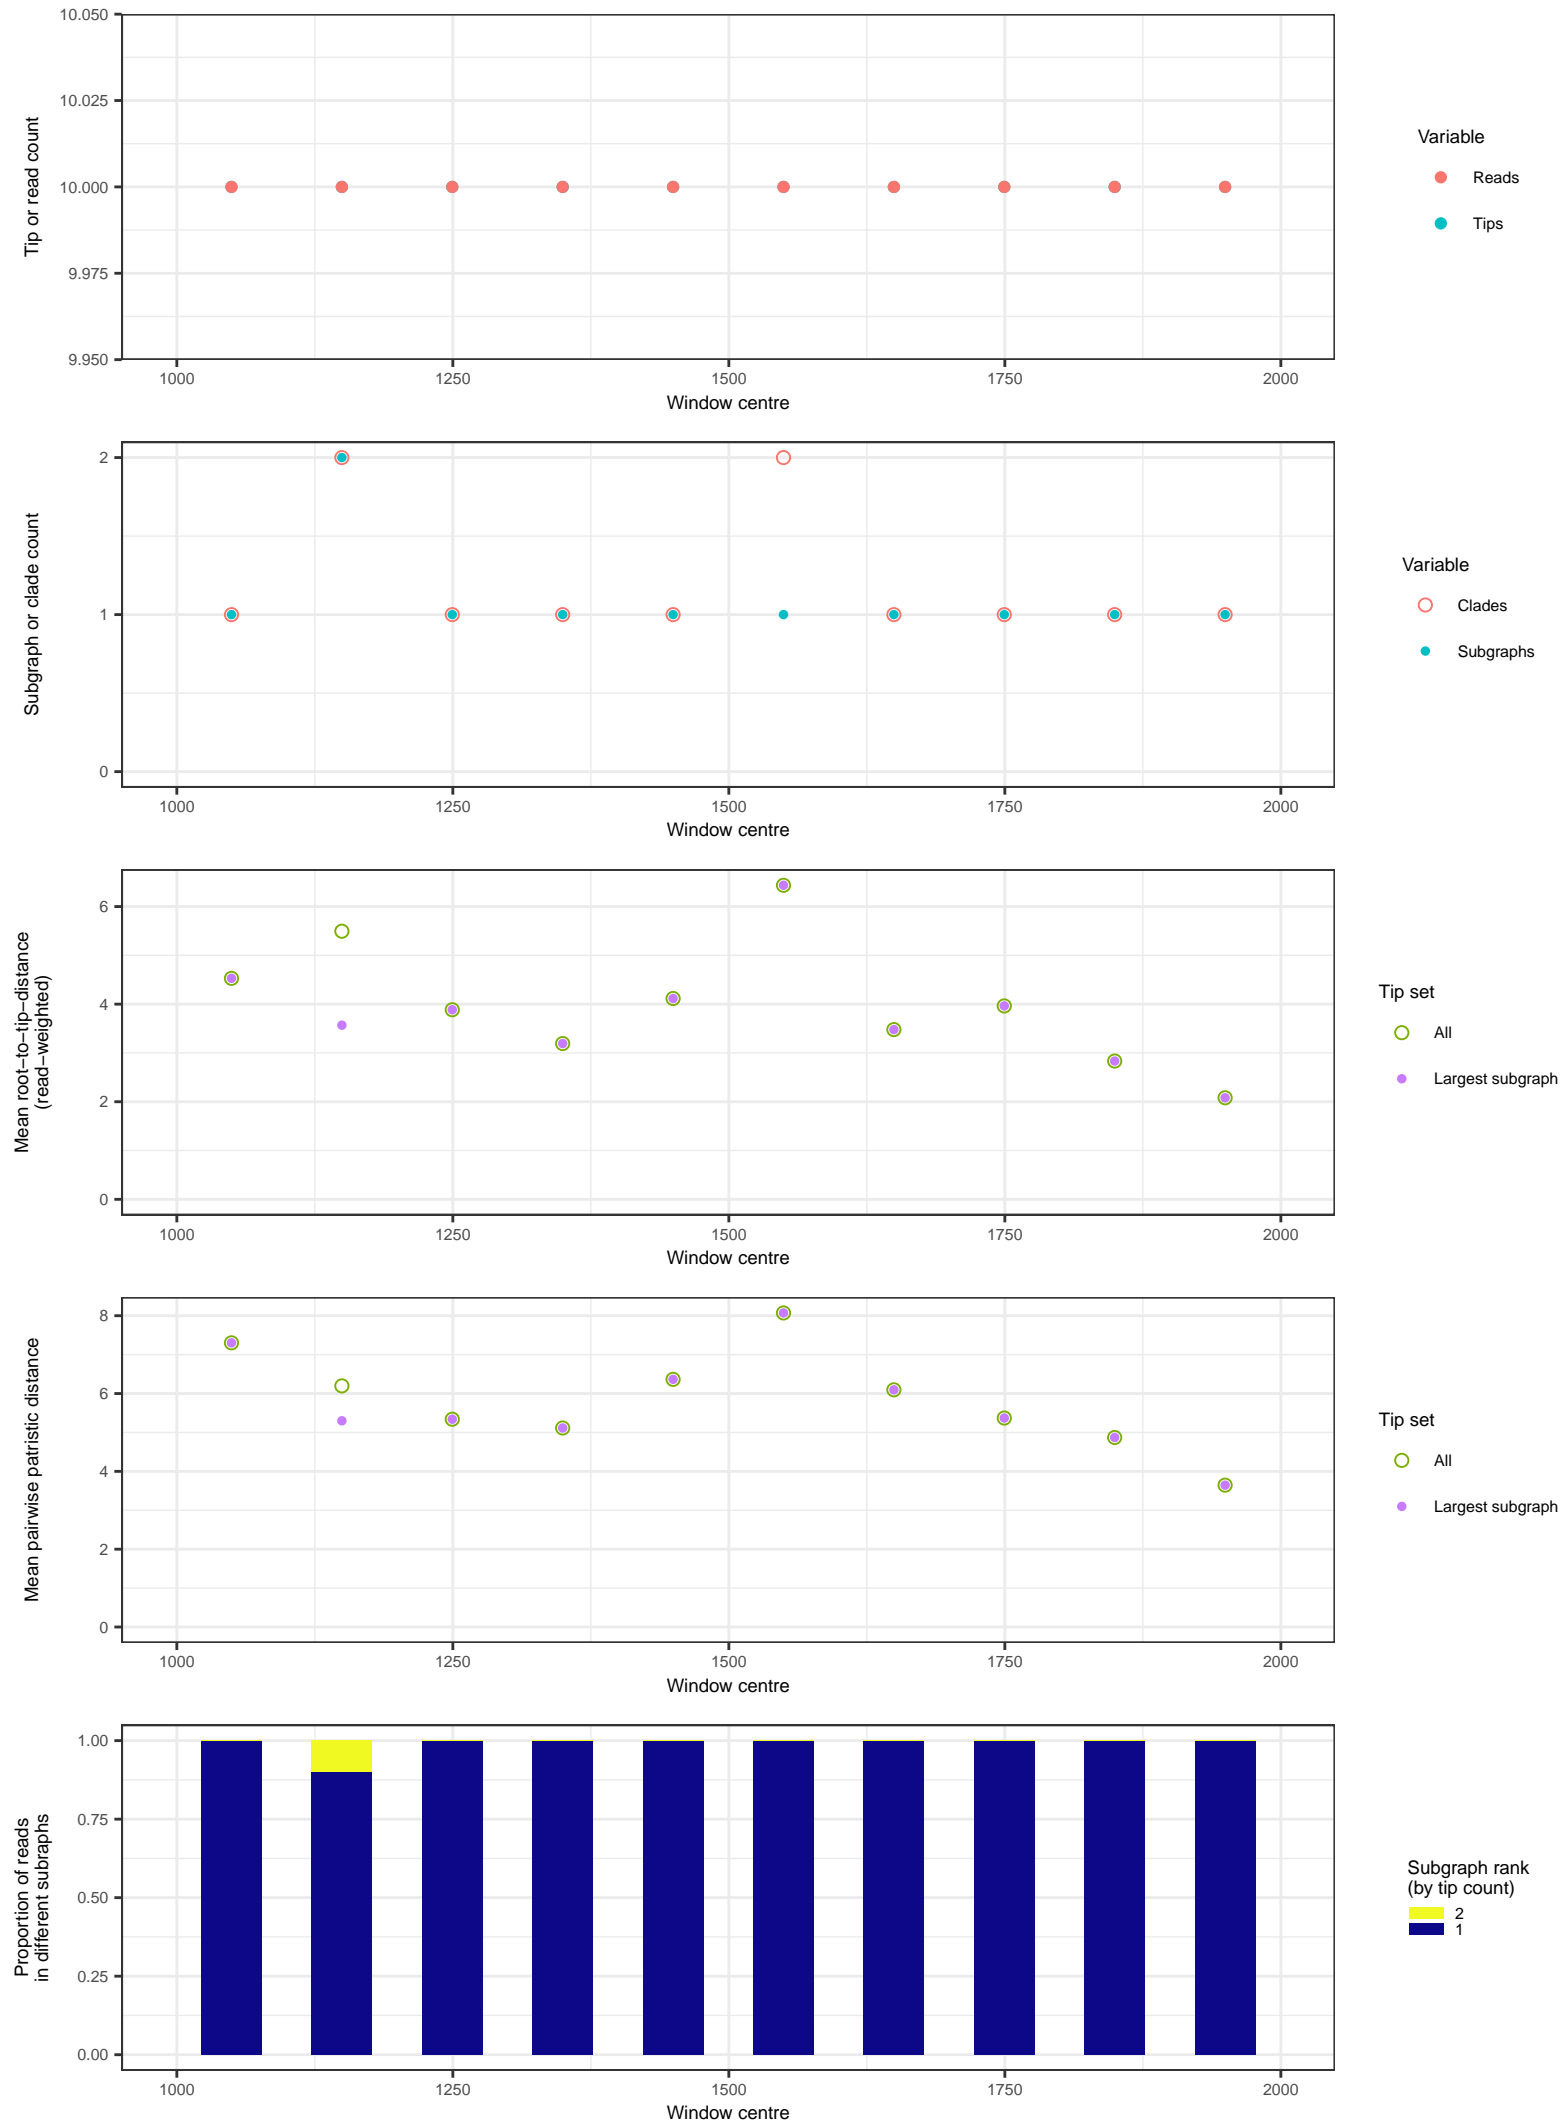 10.050
10.025
10.000
9.975
9.950
Tip or read count
1000 1250 1500 1750 2000
Window centre
Variable
Reads
Tips
2
1
0
Subgraph or clade count
1000 1250 1500 1750 2000
Window centre
Variable
Clades
Subgraphs
6
4
2
0
Mean root−to−tip−distance
(read−weighted)
1000 1250 1500 1750 2000
Window centre
Tip set
All
Largest subgraph
8
6
4
2
0
Mean pairwise patristic distance
1000 1250 1500 1750 2000
Window centre
Tip set
All
Largest subgraph
1.00
0.75
0.50
0.25
0.00
Proportion of reads
in different subraphs
1000 1250 1500 1750 2000
Window centre
Subgraph rank
(by tip count)
2
1